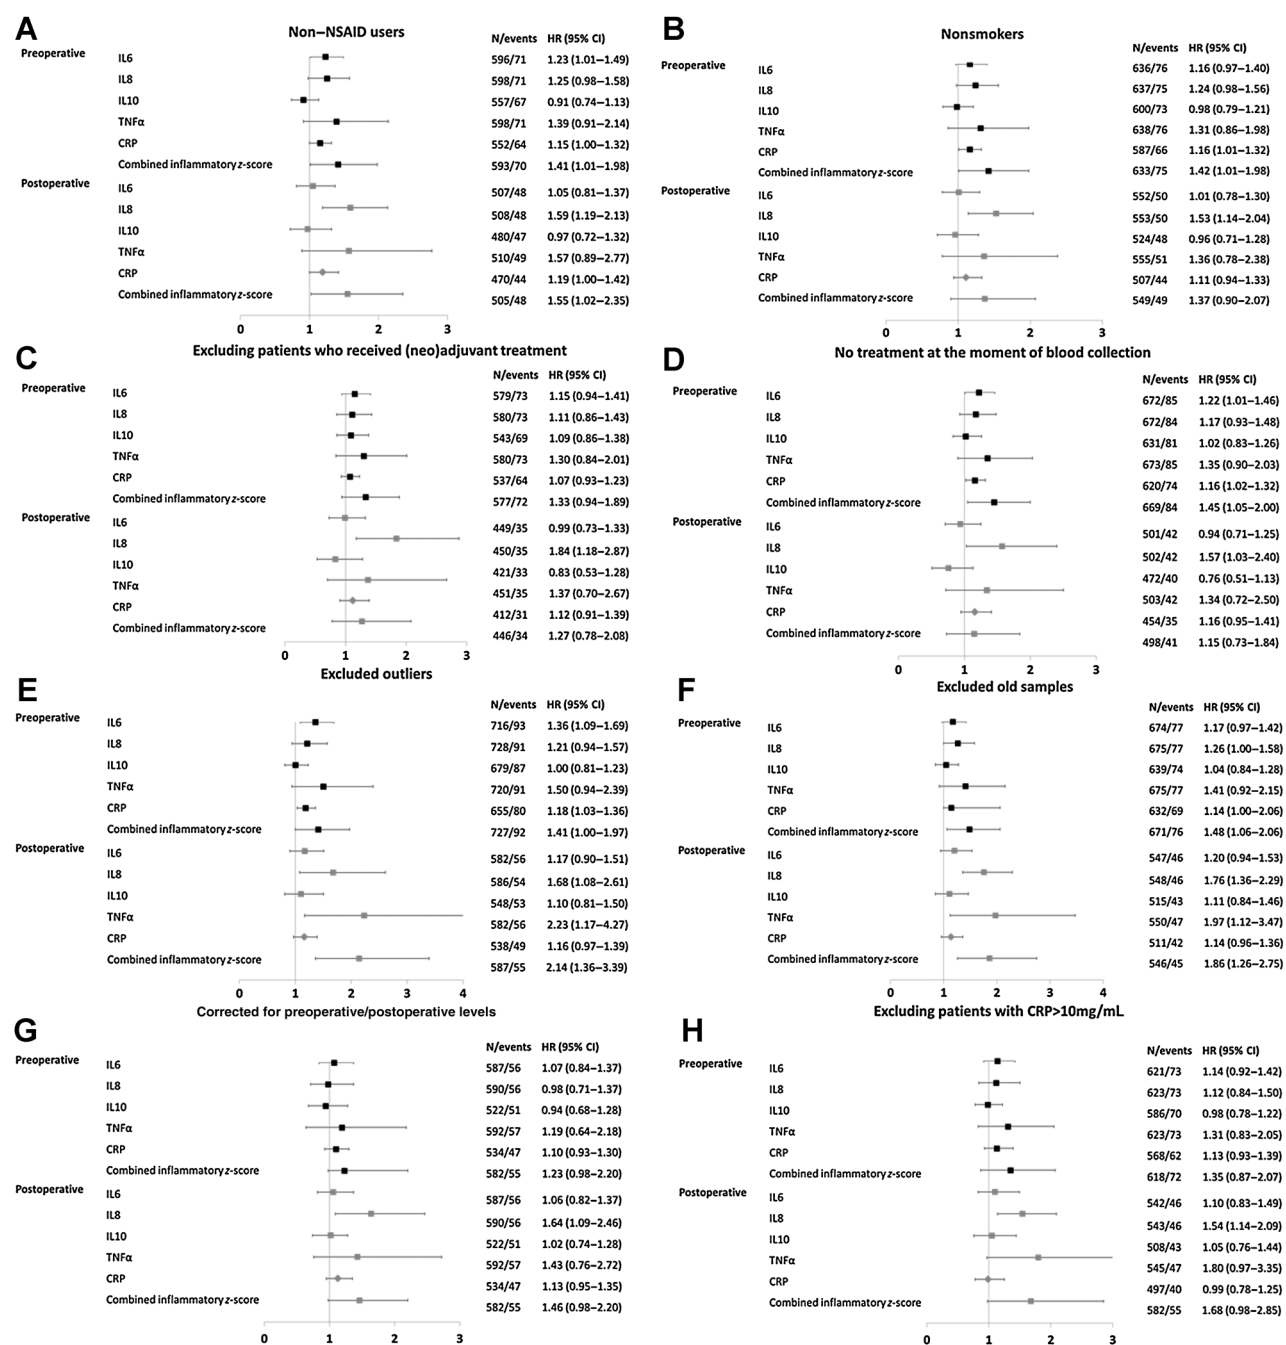 A
Non–NSAID users
N/events HR (95% CI)
Preoperative
IL6 596/71 1.23 (1.01–1.49)
IL8 598/71 1.25 (0.98–1.58)
IL10 557/67 0.91 (0.74–1.13)
TNFα 598/71 1.39 (0.91–2.14)
CRP 552/64 1.15 (1.00–1.32)
Combined inflammatory z-score 593/70 1.41 (1.01–1.98)
Postoperative
IL6 507/48 1.05 (0.81–1.37)
IL8 508/48 1.59 (1.19–2.13)
IL10 480/47 0.97 (0.72–1.32)
TNFα 510/49 1.57 (0.89–2.77)
CRP 470/44 1.19 (1.00–1.42)
Combined inflammatory z-score 505/48 1.55 (1.02–2.35)
0 1 2 3
B
Nonsmokers
N/events HR (95% CI)
Preoperative
IL6 636/76 1.16 (0.97–1.40)
IL8 637/75 1.24 (0.98–1.56)
IL10 600/73 0.98 (0.79–1.21)
TNFα 638/76 1.31 (0.86–1.98)
CRP 587/66 1.16 (1.01–1.32)
Combined inflammatory z-score 633/75 1.42 (1.01–1.98)
Postoperative
IL6 552/50 1.01 (0.78–1.30)
IL8 553/50 1.53 (1.14–2.04)
IL10 524/48 0.96 (0.71–1.28)
TNFα 555/51 1.36 (0.78–2.38)
CRP 507/44 1.11 (0.94–1.33)
Combined inflammatory z-score 549/49 1.37 (0.90–2.07)
0 1 2 3
C
Excluding patients who received (neo)adjuvant treatment
N/events HR (95% CI)
Preoperative
IL6 579/73 1.15 (0.94–1.41)
IL8 580/73 1.11 (0.86–1.43)
IL10 543/69 1.09 (0.86–1.38)
TNFα 580/73 1.30 (0.84–2.01)
CRP 537/64 1.07 (0.93–1.23)
Combined inflammatory z-score 577/72 1.33 (0.94–1.89)
Postoperative
IL6 449/35 0.99 (0.73–1.33)
IL8 450/35 1.84 (1.18–2.87)
IL10 421/33 0.83 (0.53–1.28)
TNFα 451/35 1.37 (0.70–2.67)
CRP 412/31 1.12 (0.91–1.39)
Combined inflammatory z-score 446/34 1.27 (0.78–2.08)
0 1 2 3
D
No treatment at the moment of blood collection
N/events HR (95% CI)
Preoperative
IL6 672/85 1.22 (1.01–1.46)
IL8 672/84 1.17 (0.93–1.48)
IL10 631/81 1.02 (0.83–1.26)
TNFα 673/85 1.35 (0.90–2.03)
CRP 620/74 1.16 (1.02–1.32)
Combined inflammatory z-score 669/84 1.45 (1.05–2.00)
Postoperative
IL6 501/42 0.94 (0.71–1.25)
IL8 502/42 1.57 (1.03–2.40)
IL10 472/40 0.76 (0.51–1.13)
TNFα 503/42 1.34 (0.72–2.50)
CRP 454/35 1.16 (0.95–1.41)
Combined inflammatory z-score 498/41 1.15 (0.73–1.84)
0 1 2 3
E
Excluded outliers
N/events HR (95% CI)
Preoperative
IL6 716/93 1.36 (1.09–1.69)
IL8 728/91 1.21 (0.94–1.57)
IL10 679/87 1.00 (0.81–1.23)
TNFα 720/91 1.50 (0.94–2.39)
CRP 655/80 1.18 (1.03–1.36)
Combined inflammatory z-score 727/92 1.41 (1.00–1.97)
Postoperative
IL6 582/56 1.17 (0.90–1.51)
IL8 586/54 1.68 (1.08–2.61)
IL10 548/53 1.10 (0.81–1.50)
TNFα 582/56 2.23 (1.17–4.27)
CRP 538/49 1.16 (0.97–1.39)
Combined inflammatory z-score 587/55 2.14 (1.36–3.39)
0 1 2 3 4
F
Excluded old samples
N/events HR (95% CI)
Preoperative
IL6 674/77 1.17 (0.97–1.42)
IL8 675/77 1.26 (1.00–1.58)
IL10 639/74 1.04 (0.84–1.28)
TNFα 675/77 1.41 (0.92–2.15)
CRP 632/69 1.14 (1.00–2.06)
Combined inflammatory z-score 671/76 1.48 (1.06–2.06)
Postoperative
IL6 547/46 1.20 (0.94–1.53)
IL8 548/46 1.76 (1.36–2.29)
IL10 515/43 1.11 (0.84–1.46)
TNFα 550/47 1.97 (1.12–3.47)
CRP 511/42 1.14 (0.96–1.36)
Combined inflammatory z-score 546/45 1.86 (1.26–2.75)
0 1 2 3 4
G
Corrected for preoperative/postoperative levels
N/events HR (95% CI)
Preoperative
IL6 587/56 1.07 (0.84–1.37)
IL8 590/56 0.98 (0.71–1.37)
IL10 522/51 0.94 (0.68–1.28)
TNFα 592/57 1.19 (0.64–2.18)
CRP 534/47 1.10 (0.93–1.30)
Combined inflammatory z-score 582/55 1.23 (0.98–2.20)
Postoperative
IL6 587/56 1.06 (0.82–1.37)
IL8 590/56 1.64 (1.09–2.46)
IL10 522/51 1.02 (0.74–1.28)
TNFα 592/57 1.43 (0.76–2.72)
CRP 534/47 1.13 (0.95–1.35)
Combined inflammatory z-score 582/55 1.46 (0.98–2.20)
0 1 2 3
H
Excluding patients with CRP>10mg/mL
N/events HR (95% CI)
Preoperative
IL6 621/73 1.14 (0.92–1.42)
IL8 623/73 1.12 (0.84–1.50)
IL10 586/70 0.98 (0.78–1.22)
TNFα 623/73 1.31 (0.83–2.05)
CRP 568/62 1.13 (0.93–1.39)
Combined inflammatory z-score 618/72 1.35 (0.87–2.07)
Postoperative
IL6 542/46 1.10 (0.83–1.49)
IL8 543/46 1.54 (1.14–2.09)
IL10 508/43 1.05 (0.76–1.44)
TNFα 545/47 1.80 (0.97–3.35)
CRP 497/40 0.99 (0.78–1.25)
Combined inflammatory z-score 582/55 1.68 (0.98–2.85)
0 1 2 3